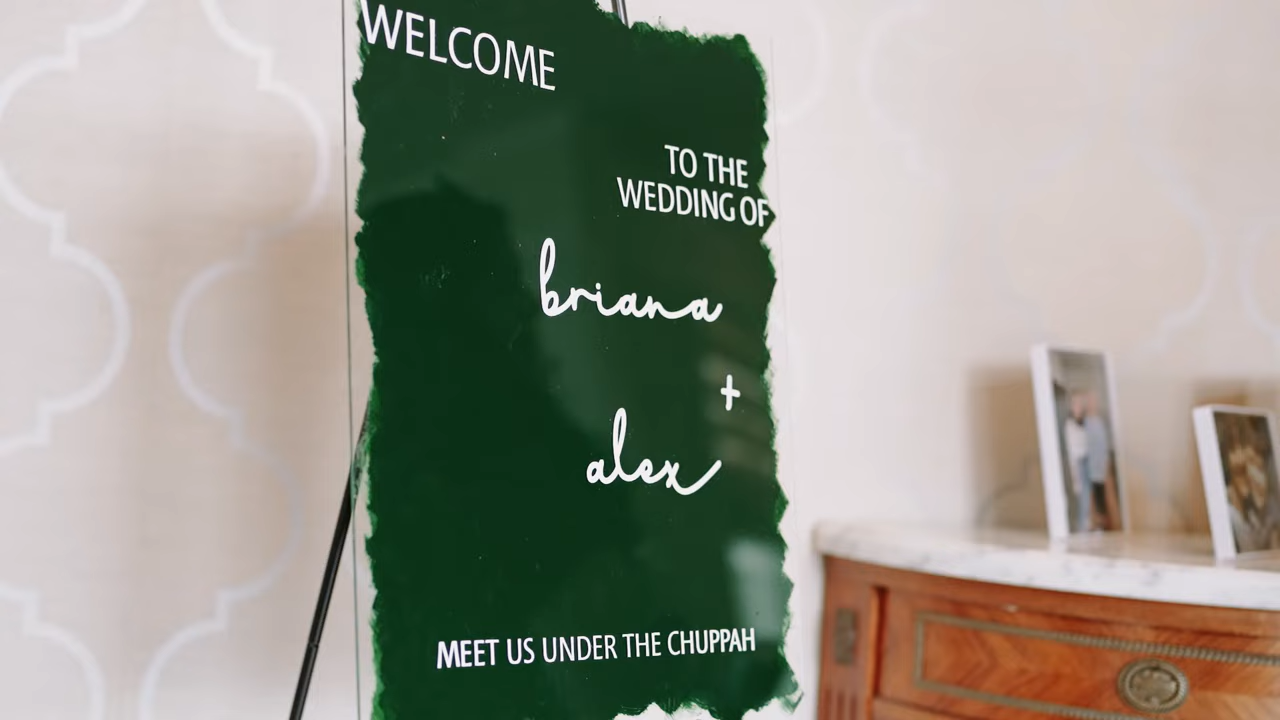 WELCOME
TO THE
WEDDING OF
briana
+
alex
MEET US UNDER THE CHUPPAH